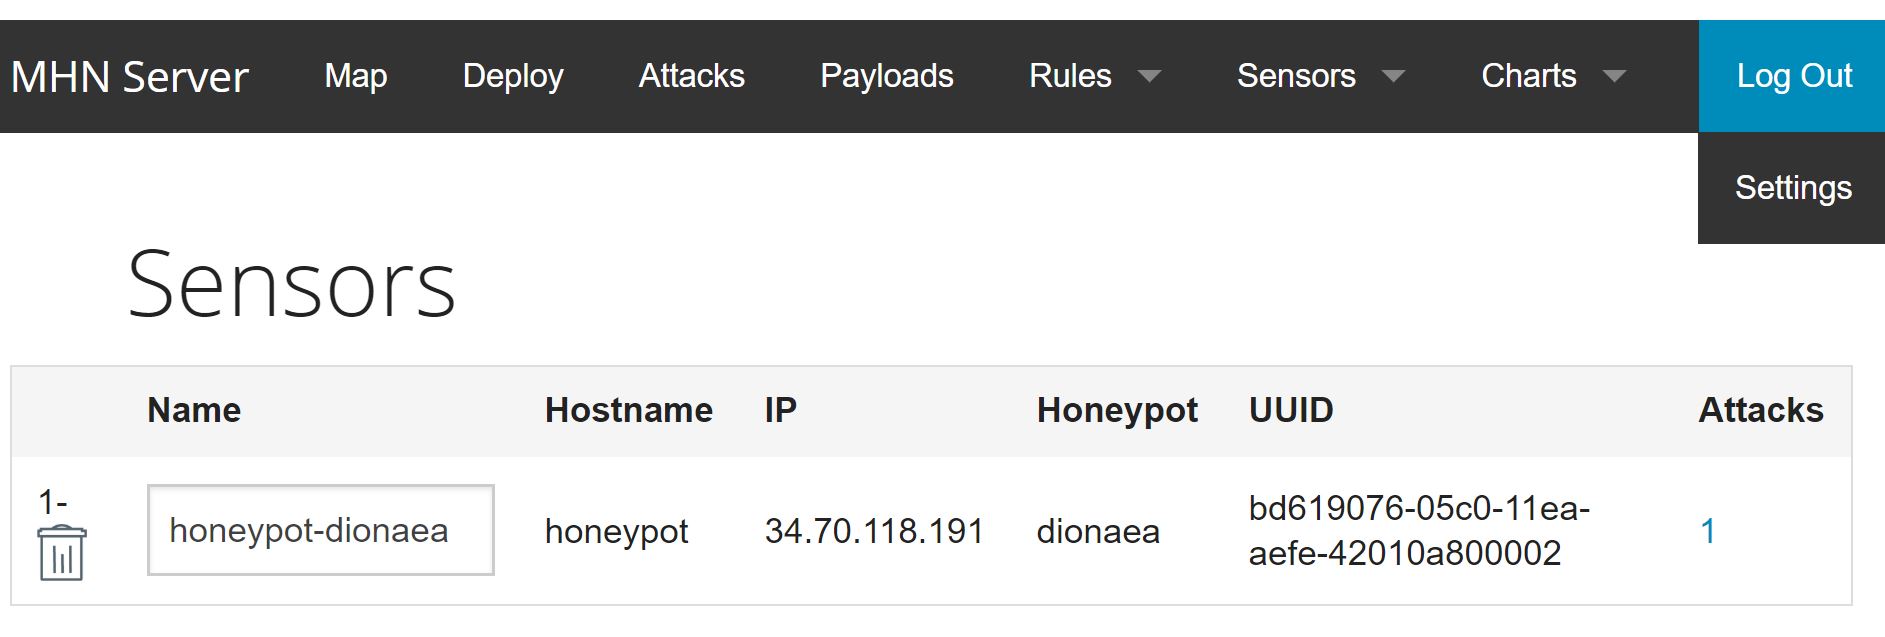 MHN Server Map Deploy Attacks Payloads Rules Sensors Charts Log Out
Settings
Sensors
Name Hostname IP Honeypot UUID Attacks
1-
honeypot-dionaea honeypot 34.70.118.191 dionaea bd619076-05c0-11ea-
aefe-42010a800002 1